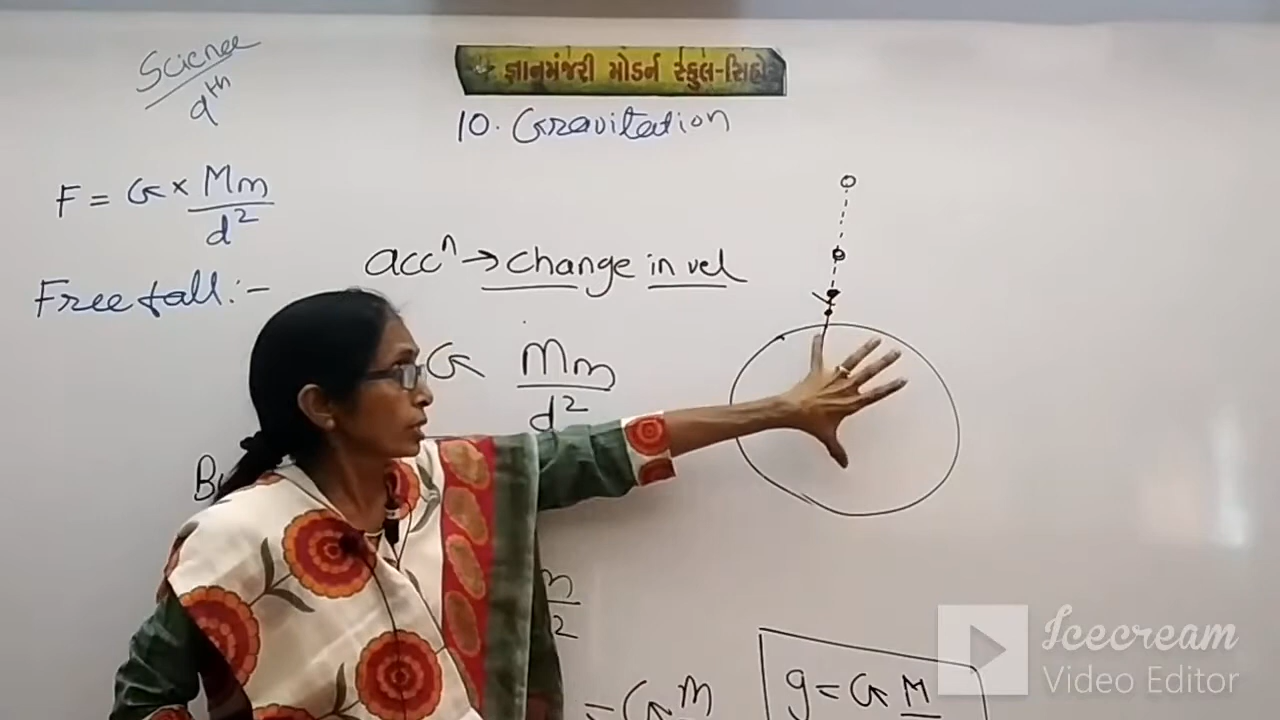 Science
9th
જ્ઞાનમંજરી મોડર્ન સ્કુલ-સિહોર
10. Gravitation
F = G × Mm
d²
accⁿ → change in vel
Free fall :-
G Mm
d²
= G m
g = G M
Icecream
Video Editor